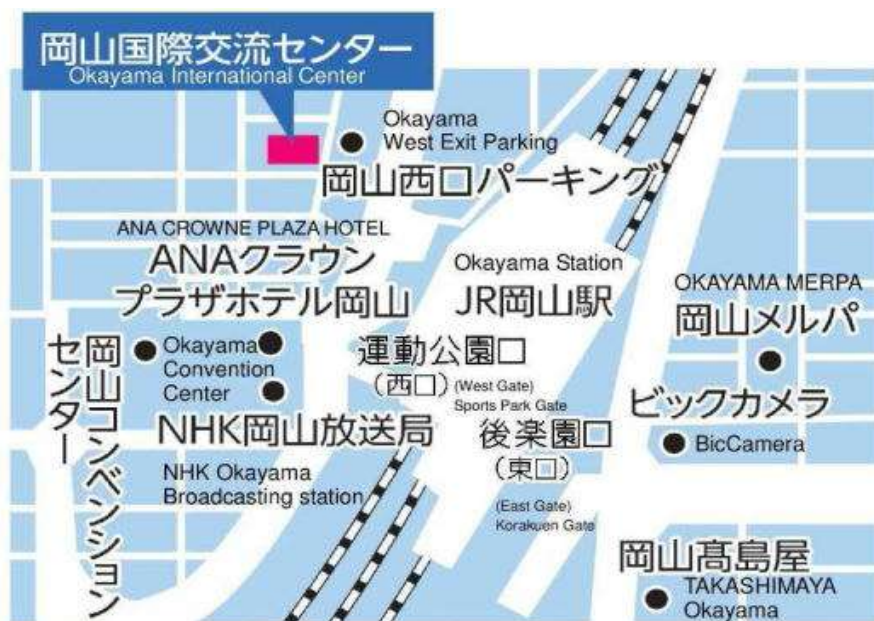 岡山国際交流センター
Okayama International Center
Okayama
West Exit Parking
岡山西口パーキング
ANA CROWNE PLAZA HOTEL
ANAクラウン
プラザホテル岡山
Okayama Station
JR岡山駅
OKAYAMA MERPA
岡山メルパ
岡山コンベンション
センター
Okayama
Convention
Center
運動公園口
(西口)
(West Gate)
Sports Park Gate
ビックカメラ
BicCamera
NHK岡山放送局
NHK Okayama
Broadcasting station
後楽園口
(東口)
(East Gate)
Korakuen Gate
岡山髙島屋
TAKASHIMAYA
Okayama